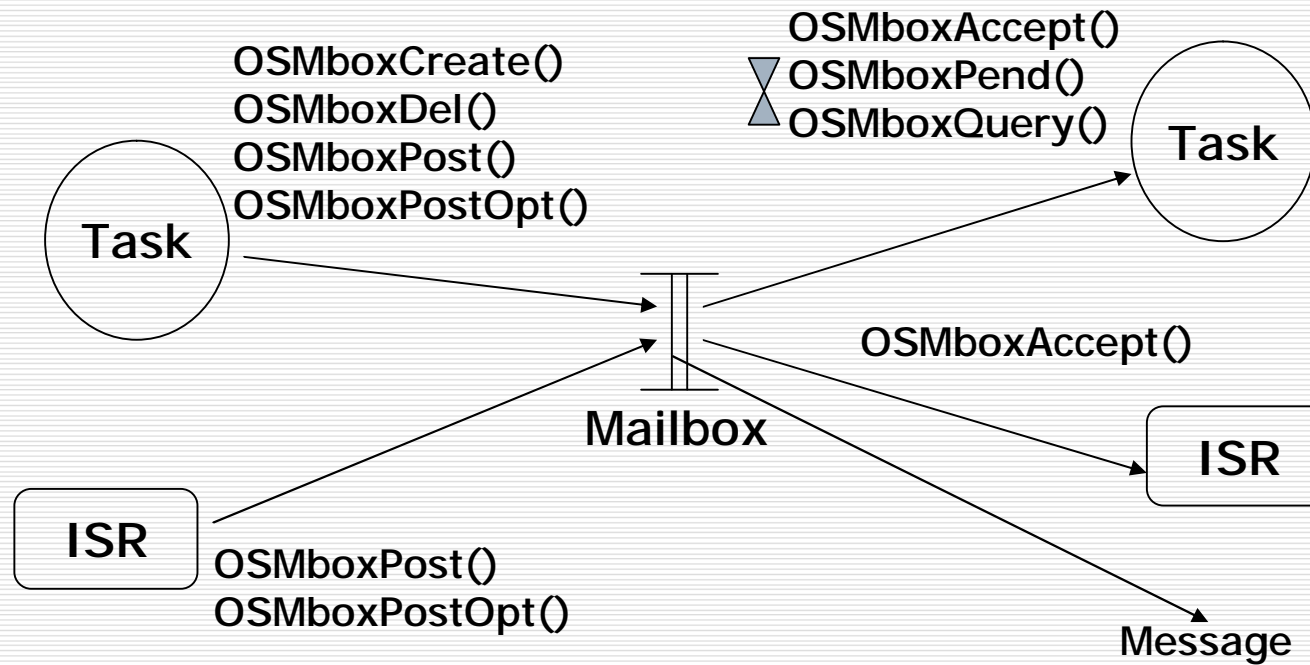 OSMboxCreate()
OSMboxDel()
OSMboxPost()
OSMboxPostOpt()
OSMboxAccept()
OSMboxPend()
OSMboxQuery()
Task
Task
OSMboxAccept()
Mailbox
ISR
ISR
OSMboxPost()
OSMboxPostOpt()
Message